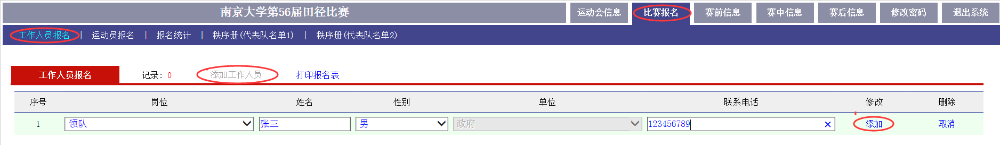 南京大学第56届田径比赛 运动会信息 比赛报名 赛前信息 赛中信息 赛后信息 修改密码 退出系统
工作人员报名 | 运动员报名 | 报名统计 | 秩序册(代表队名单1) | 秩序册(代表队名单2)
工作人员报名 记录: 0 添加工作人员 打印报名表
序号 岗位 姓名 性别 单位 联系电话 修改 删除
1 领队 张三 男 政府 123456789 添加 取消